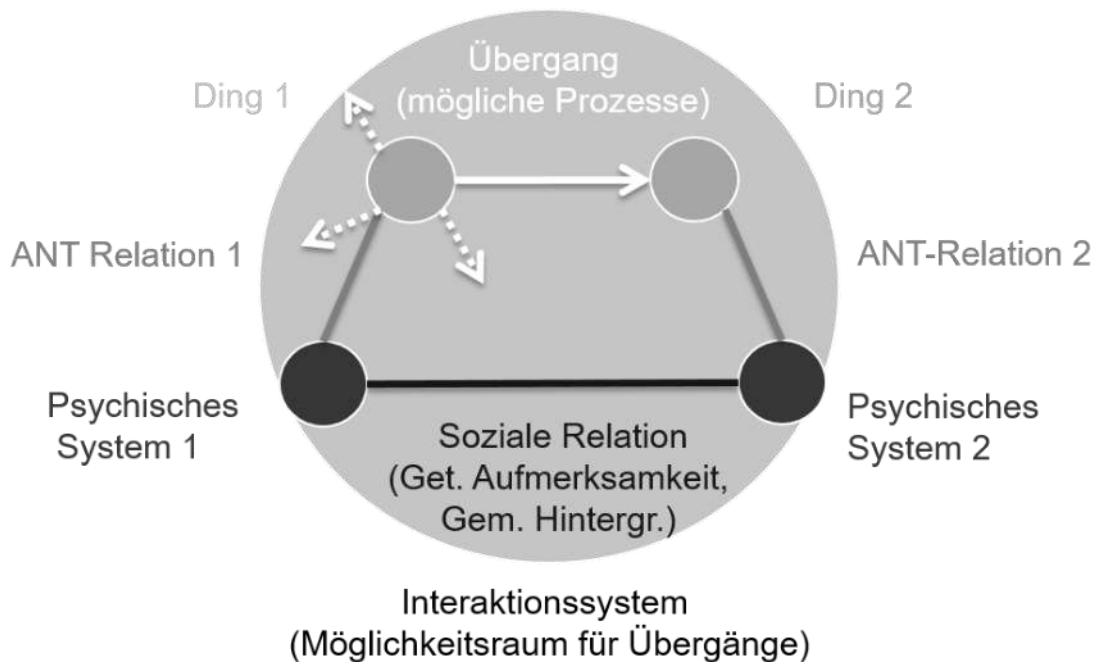 Übergang
(mögliche Prozesse)
Ding 1
Ding 2
ANT Relation 1
ANT-Relation 2
Psychisches
System 1
Psychisches
System 2
Soziale Relation
(Get. Aufmerksamkeit,
Gem. Hintergr.)
Interaktionssystem
(Möglichkeitsraum für Übergänge)